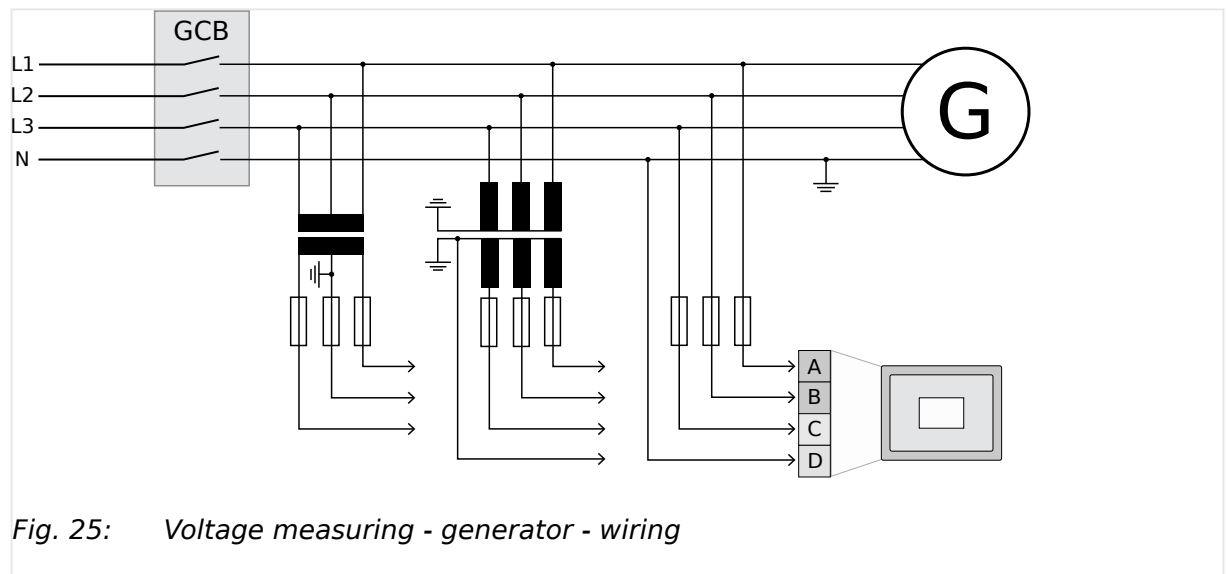 GCB
L1
L2
L3
N
G
A
B
C
D
Fig. 25: Voltage measuring - generator - wiring